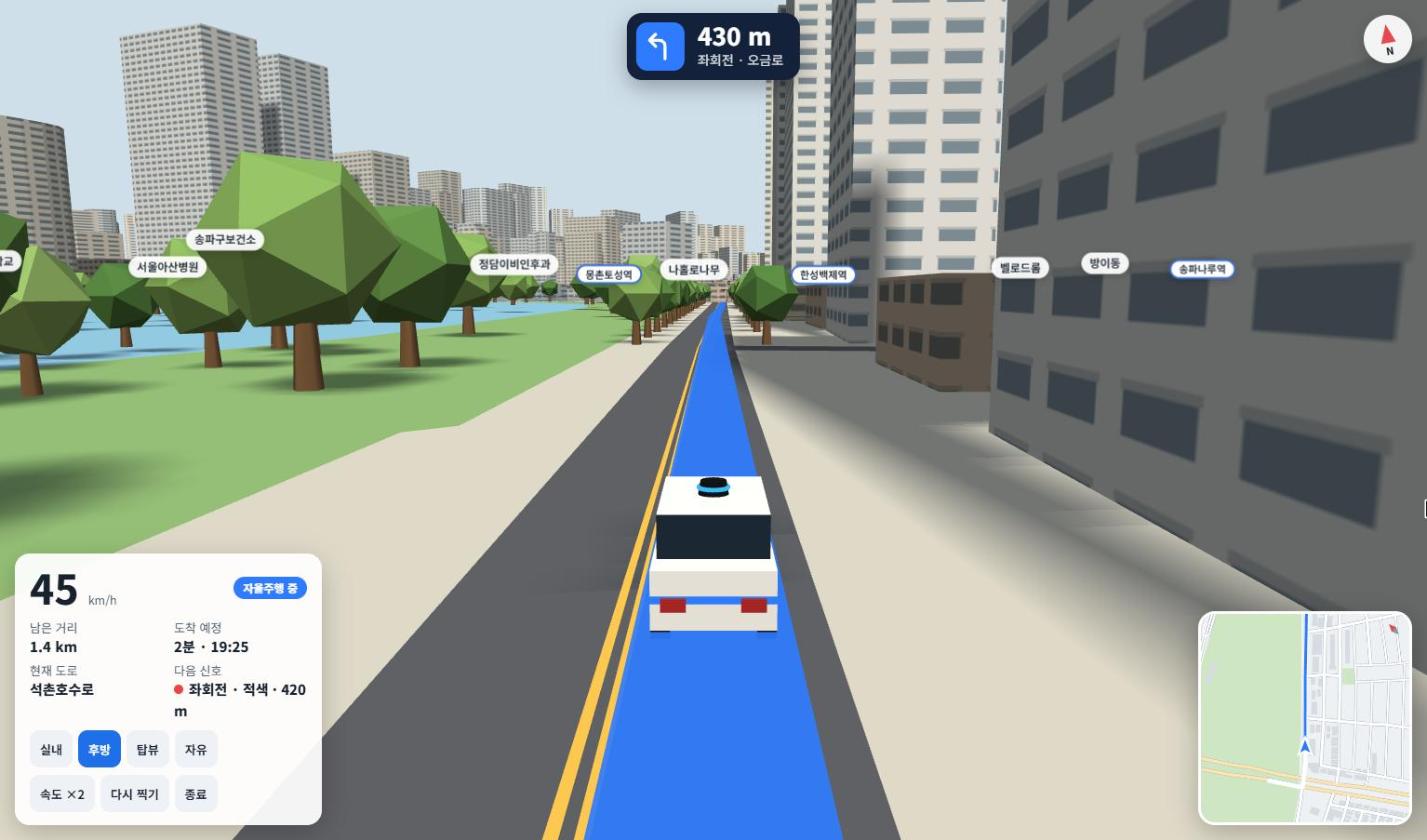 430 m
좌회전 · 오금로
N
송파구보건소
서울아산병원
정담이비인후과
몽촌토성역
나홀로나무
한성백제역
벨로드롬
방이동
송파나루역
45 km/h
자율주행 중
남은 거리
1.4 km
도착 예정
2분 · 19:25
현재 도로
석촌호수로
다음 신호
좌회전 · 적색 · 420
m
실내
후방
탑뷰
자유
속도 ×2
다시 찍기
종료